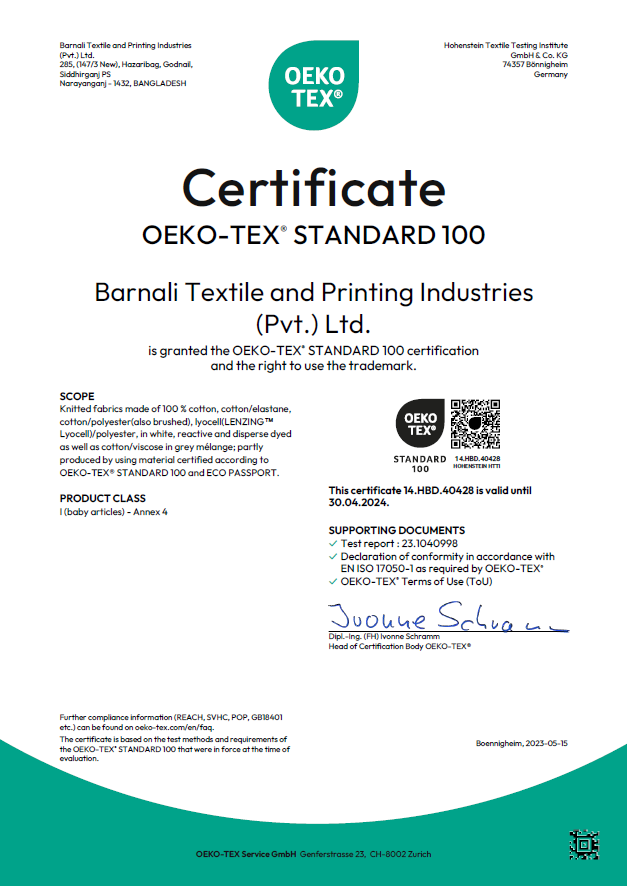 Barnali Textile and Printing Industries
(Pvt.) Ltd.
285, (147/3 New), Hazaribag, Godnail,
Siddhirganj PS
Narayanganj - 1432, BANGLADESH
Hohenstein Textile Testing Institute
GmbH & Co. KG
74357 Bönnigheim
Germany
OEKO
TEX®
Certificate
OEKO-TEX® STANDARD 100
Barnali Textile and Printing Industries
(Pvt.) Ltd.
is granted the OEKO-TEX® STANDARD 100 certification
and the right to use the trademark.
SCOPE
Knitted fabrics made of 100 % cotton, cotton/elastane,
cotton/polyester(also brushed), lyocell(LENZING™
Lyocell)/polyester, in white, reactive and disperse dyed
as well as cotton/viscose in grey mélange; partly
produced by using material certified according to
OEKO-TEX® STANDARD 100 and ECO PASSPORT.
PRODUCT CLASS
I (baby articles) - Annex 4
OEKO
TEX®
STANDARD
100
14.HBD.40428
HOHENSTEIN HTTI
This certificate 14.HBD.40428 is valid until
30.04.2024.
SUPPORTING DOCUMENTS
✓ Test report : 23.1040998
✓ Declaration of conformity in accordance with
EN ISO 17050-1 as required by OEKO-TEX®
✓ OEKO-TEX® Terms of Use (ToU)
Ivonne Schramm
Dipl.-Ing. (FH) Ivonne Schramm
Head of Certification Body OEKO-TEX®
Further compliance information (REACH, SVHC, POP, GB18401
etc.) can be found on oeko-tex.com/en/faq.
The certificate is based on the test methods and requirements of
the OEKO-TEX® STANDARD 100 that were in force at the time of
evaluation.
Boennigheim, 2023-05-15
OEKO-TEX Service GmbH Genferstrasse 23, CH-8002 Zurich